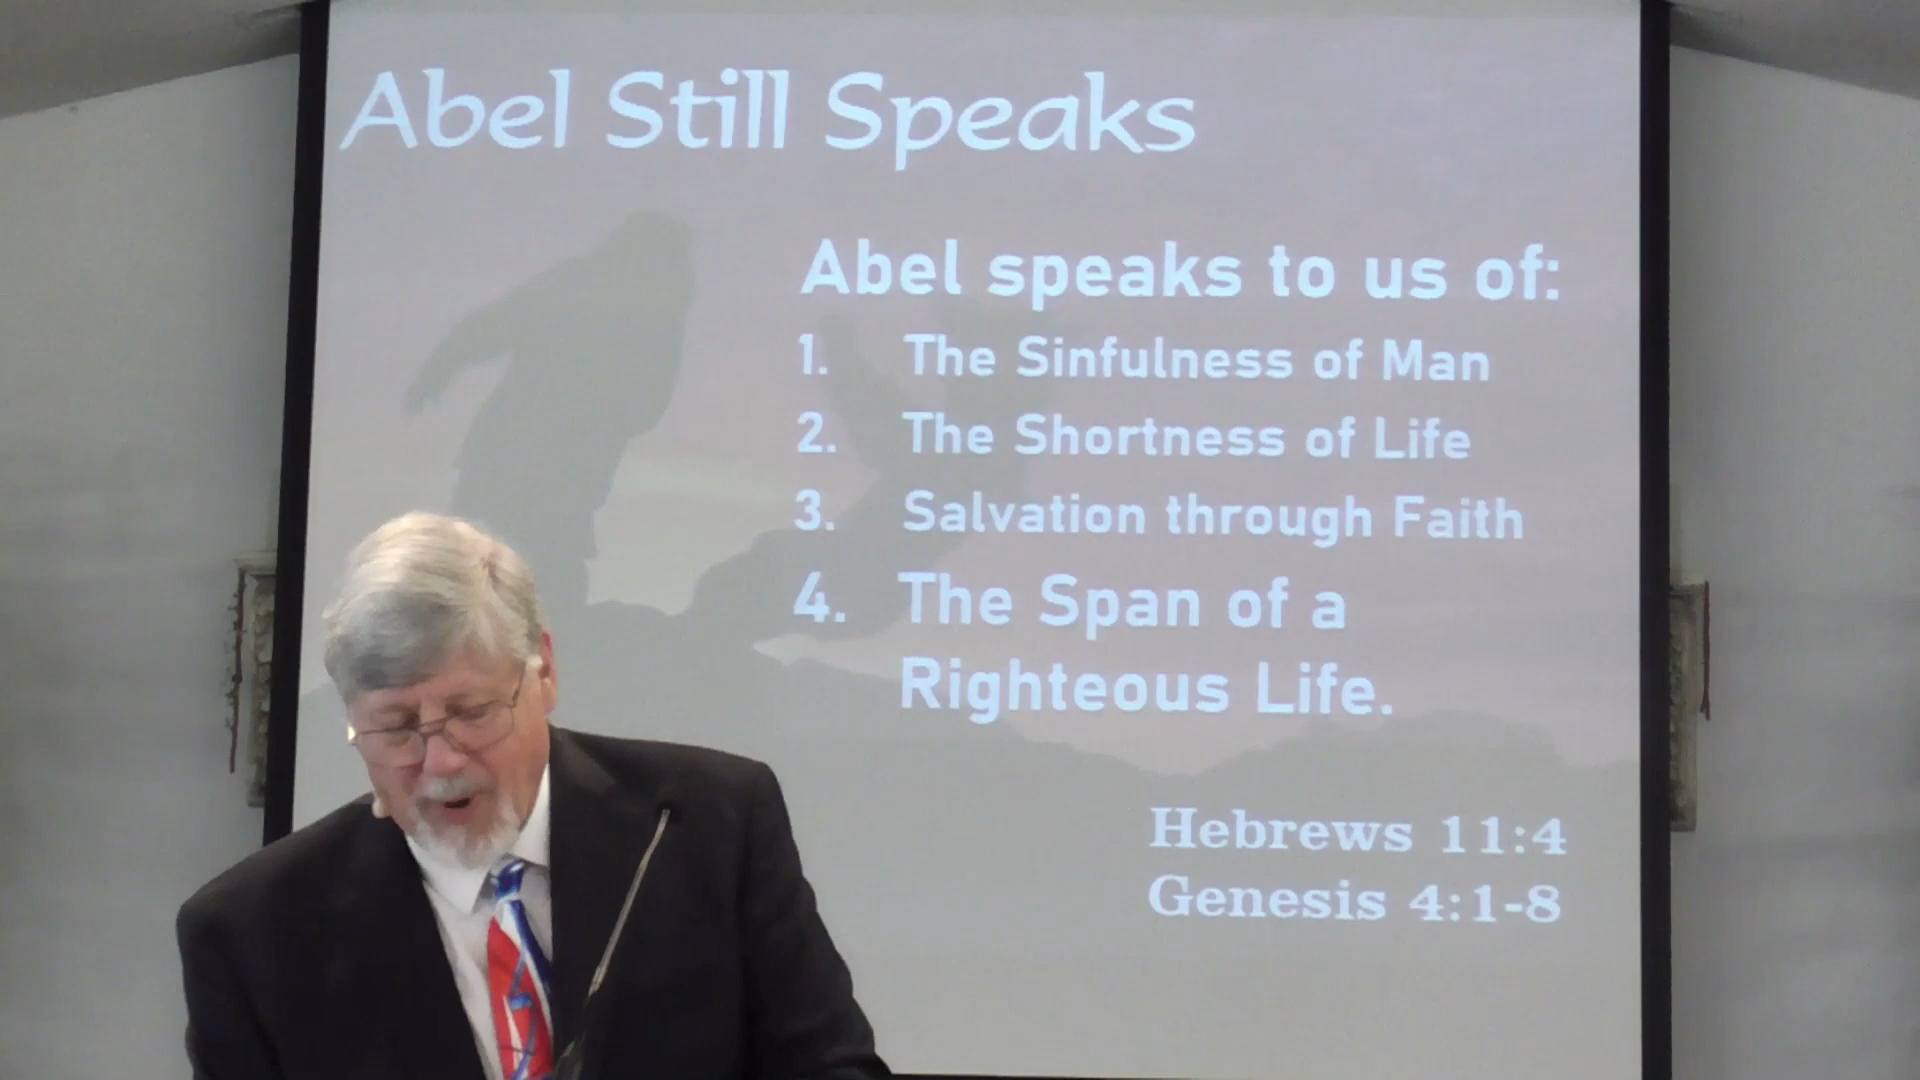 Abel Still Speaks
Abel speaks to us of:
1. The Sinfulness of Man
2. The Shortness of Life
3. Salvation through Faith
4. The Span of a
Righteous Life.
Hebrews 11:4
Genesis 4:1-8